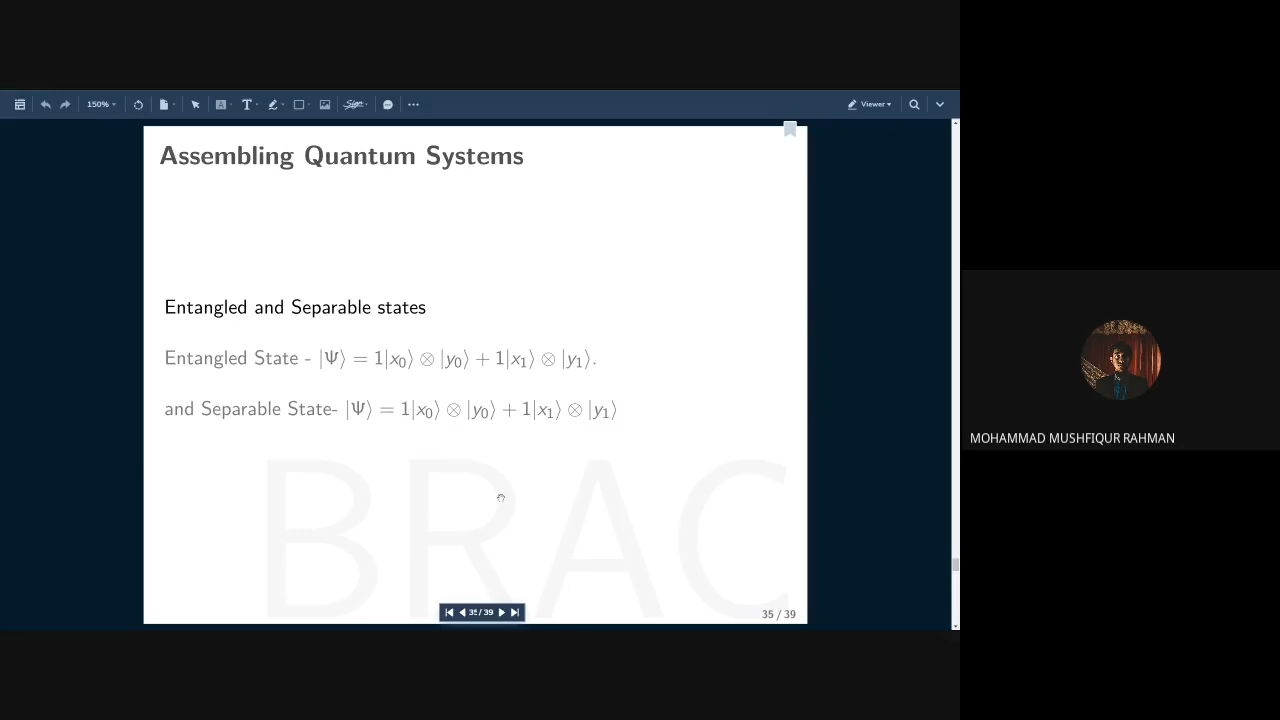 150%
T
Sign
Viewer
Assembling Quantum Systems
Entangled and Separable states
Entangled State - |Ψ⟩ = 1|x₀⟩ ⊗ |y₀⟩ + 1|x₁⟩ ⊗ |y₁⟩.
and Separable State- |Ψ⟩ = 1|x₀⟩ ⊗ |y₀⟩ + 1|x₁⟩ ⊗ |y₁⟩
BRAC
35 / 39
35 / 39
MOHAMMAD MUSHFIQUR RAHMAN